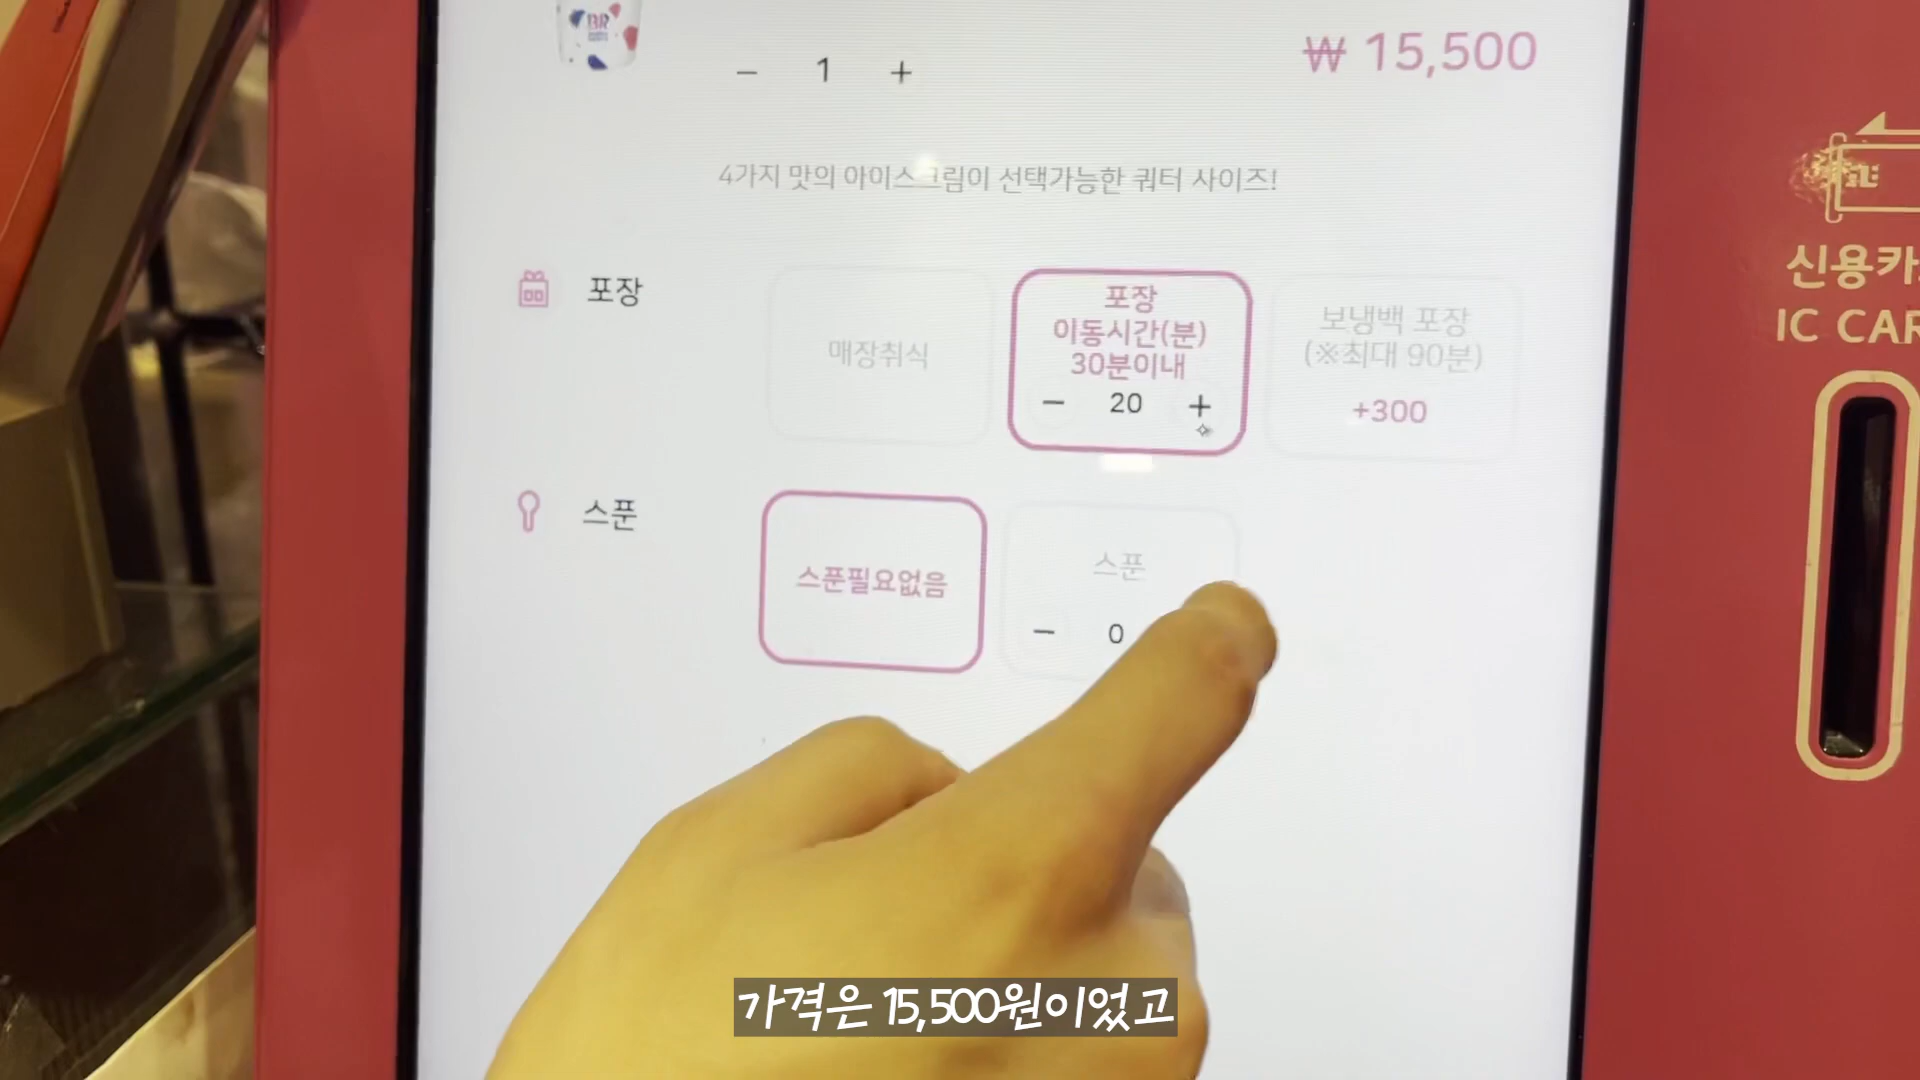 BR
₩ 15,500
− 1 +
4가지 맛의 아이스크림이 선택가능한 쿼터 사이즈!
포장
매장취식
포장
이동시간(분)
30분이내
− 20 +
보냉백 포장
(※최대 90분)
+300
스푼
스푼필요없음
스푼
− 0
신용카
IC CAR
가격은 15,500원이었고